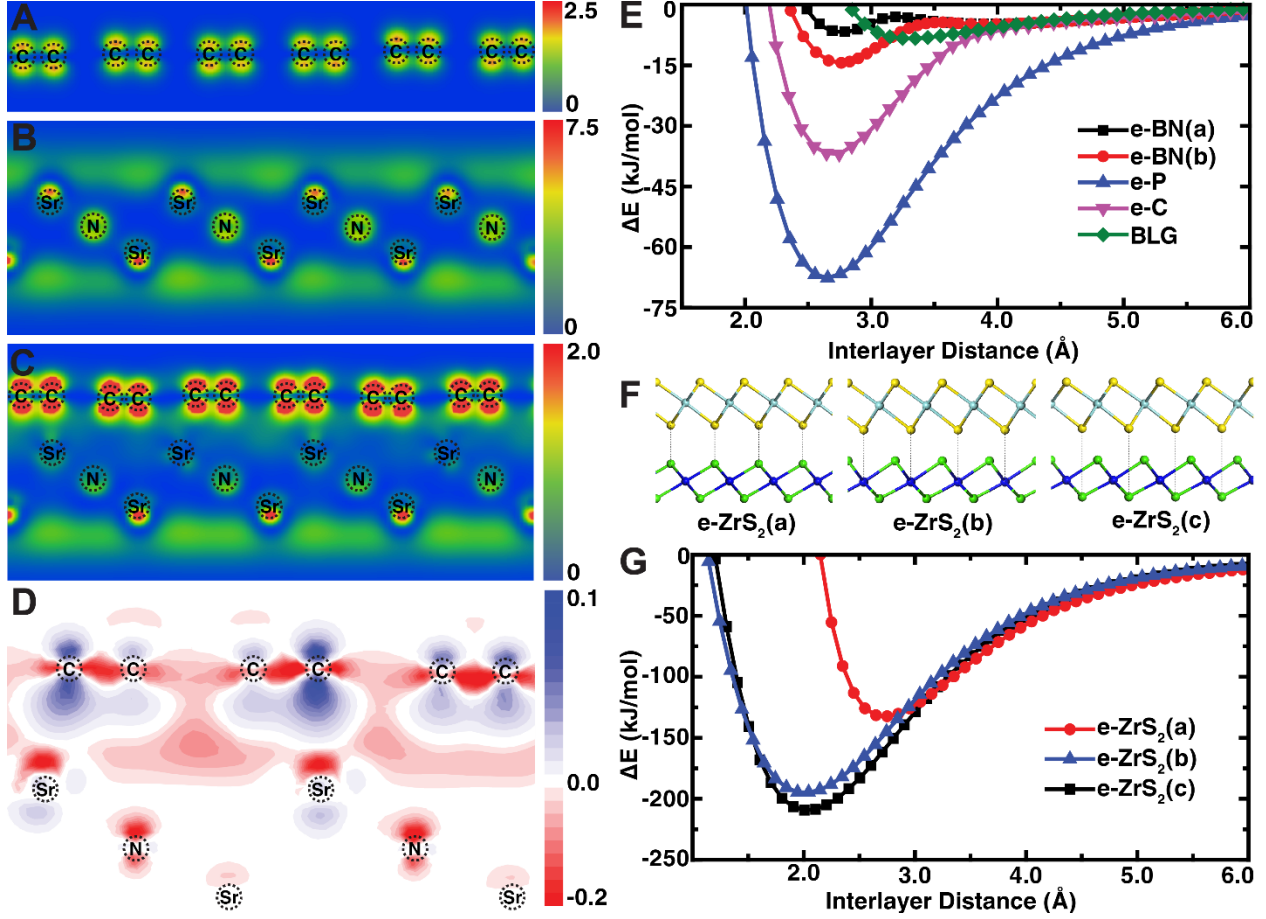 A
2.5
C C C C C C C C C C C C
0
B
7.5
Sr Sr Sr Sr
N N N N
Sr Sr Sr
0
C
2.0
C C C C C C C C C C C C
Sr Sr Sr Sr
N N N N
Sr Sr Sr
0
D
0.1
C C C C C C
0.0
Sr Sr
N N
Sr Sr
-0.2
E
0
-15
-30
-45
-60
-75
ΔE (kJ/mol)
e-BN(a)
e-BN(b)
e-P
e-C
BLG
2.0 3.0 4.0 5.0 6.0
Interlayer Distance (Å)
F
e-ZrS2(a) e-ZrS2(b) e-ZrS2(c)
G
0
-50
-100
-150
-200
-250
ΔE (kJ/mol)
e-ZrS2(a)
e-ZrS2(b)
e-ZrS2(c)
2.0 3.0 4.0 5.0 6.0
Interlayer Distance (Å)